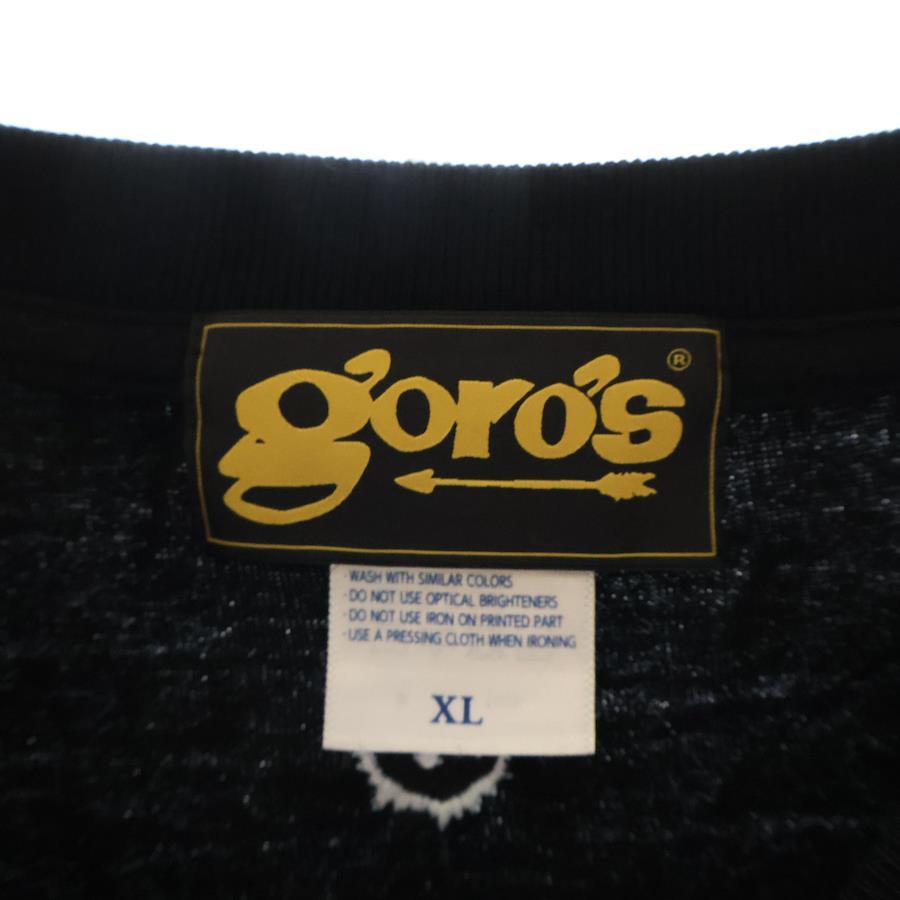 goro's ®
·WASH WITH SIMILAR COLORS
·DO NOT USE OPTICAL BRIGHTENERS
·DO NOT USE IRON ON PRINTED PART
·USE A PRESSING CLOTH WHEN IRONING
XL